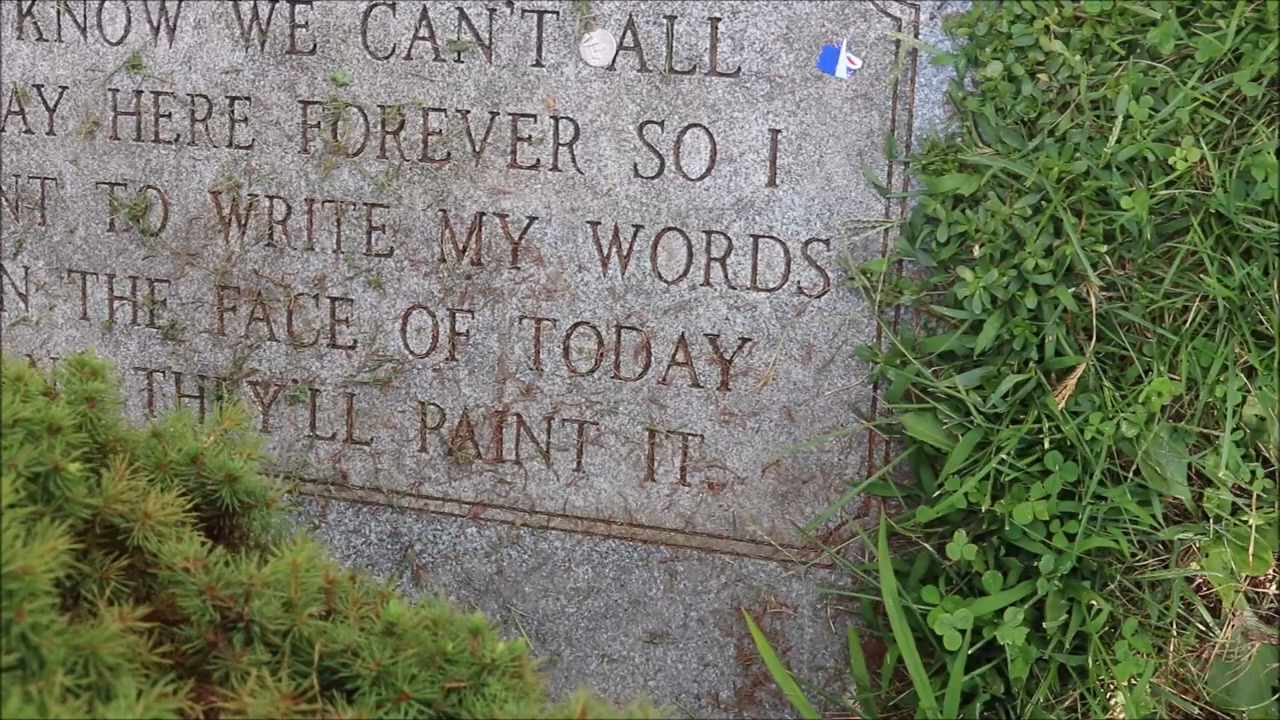 KNOW WE CAN'T ALL
AY HERE FOREVER SO I
NT TO WRITE MY WORDS
N THE FACE OF TODAY
THEY'LL PAINT IT